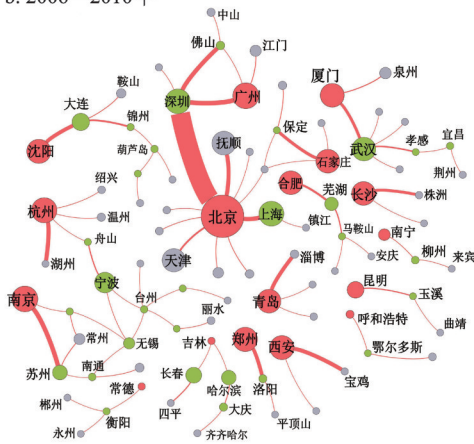 b. 2006—2010 年
中山
佛山
江门
鞍山
深圳
广州
厦门
泉州
大连
锦州
沈阳
葫芦岛
抚顺
保定
石家庄
武汉
孝感
宜昌
荆州
绍兴
合肥
芜湖
长沙
株洲
杭州
温州
北京
上海
镇江
马鞍山
安庆
南宁
柳州
来宾
舟山
湖州
天津
淄博
宁波
台州
青岛
昆明
玉溪
曲靖
南京
丽水
呼和浩特
鄂尔多斯
常州
无锡
吉林
郑州
西安
苏州
南通
长春
哈尔滨
洛阳
宝鸡
常德
郴州
衡阳
永州
四平
大庆
齐齐哈尔
平顶山